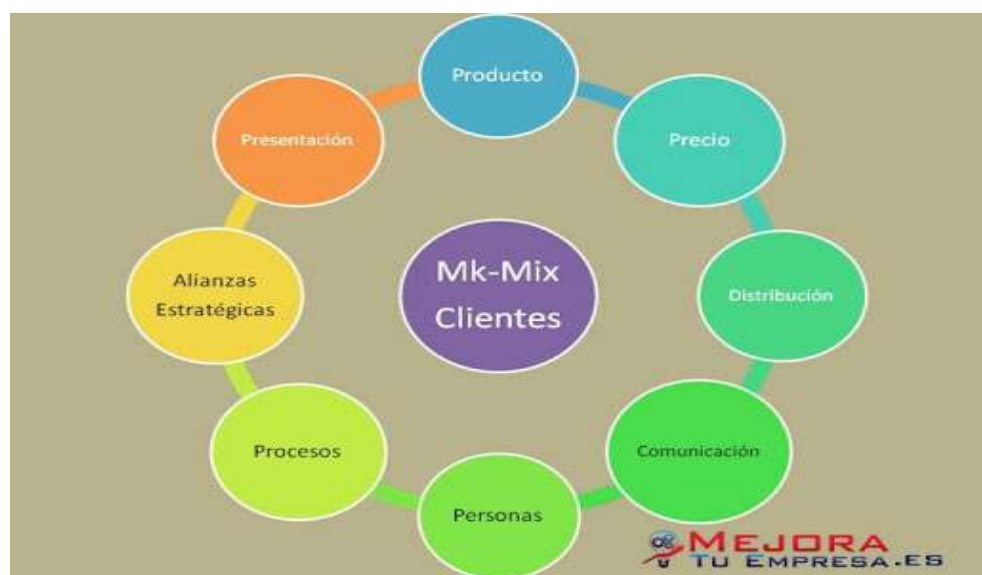 Producto
Precio
Distribución
Comunicación
Personas
Procesos
Alianzas
Estratégicas
Presentación
Mk-Mix
Clientes
MEJORA
TU EMPRESA.ES